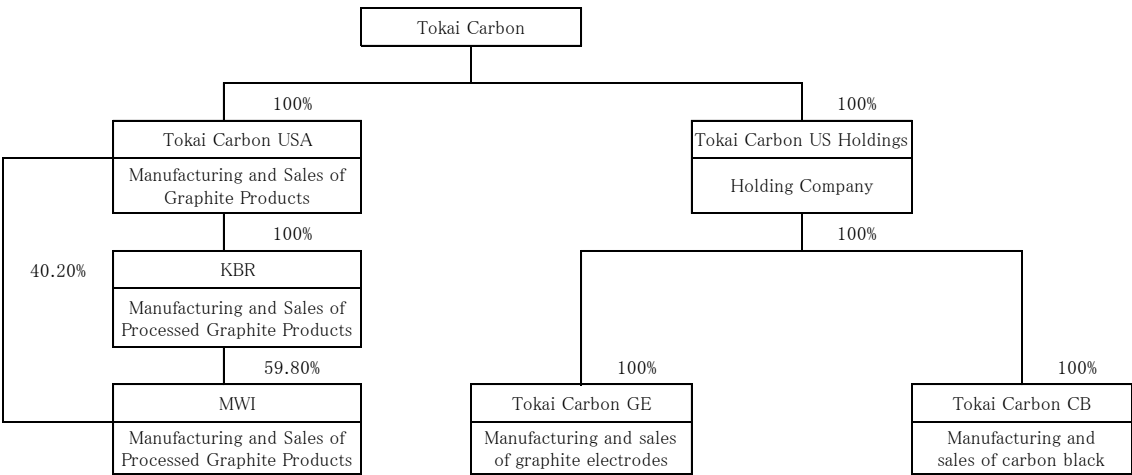 Tokai Carbon
100%
100%
Tokai Carbon USA
Manufacturing and Sales of
Graphite Products
Tokai Carbon US Holdings
Holding Company
100%
100%
40.20%
KBR
Manufacturing and Sales of
Processed Graphite Products
59.80%
100%
100%
MWI
Manufacturing and Sales of
Processed Graphite Products
Tokai Carbon GE
Manufacturing and sales
of graphite electrodes
Tokai Carbon CB
Manufacturing and
sales of carbon black